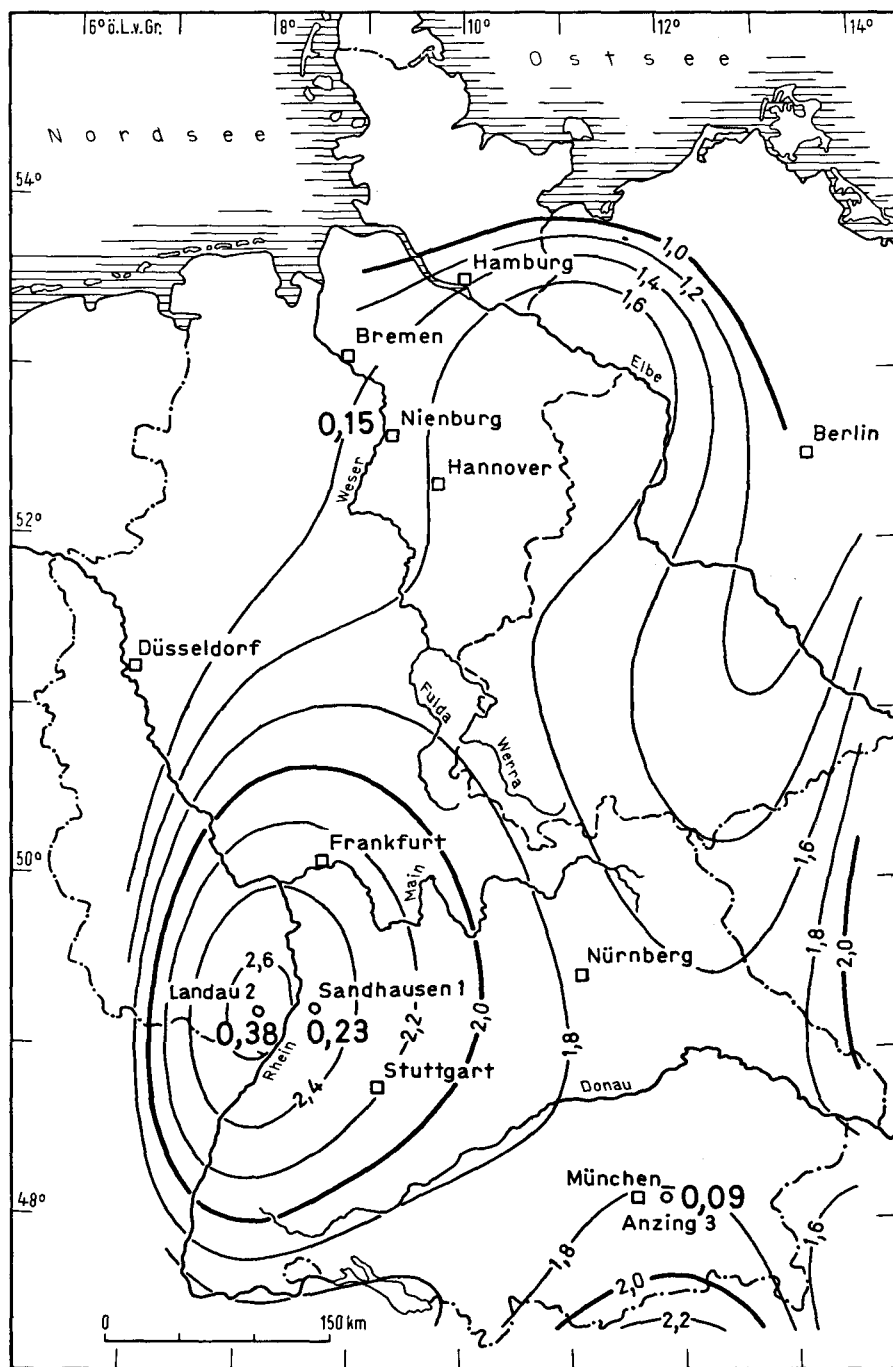 6° ö.L.v.Gr.
8°
10°
12°
14°
Ostsee
Nordsee
54°
1,0
Hamburg
1,4
1,2
1,6
Bremen
Elbe
0,15
Nienburg
Berlin
Weser
Hannover
52°
Düsseldorf
Fulda
Werra
Frankfurt
50°
1,6
Main
1,8
2,6
Nürnberg
2,0
Landau 2
Sandhausen 1
0,38
0,23
2,2
2,0
1,8
Rhein
Stuttgart
Donau
2,4
48°
München
0,09
Anzing 3
1,6
1,8
2,0
2,2
0
150 km